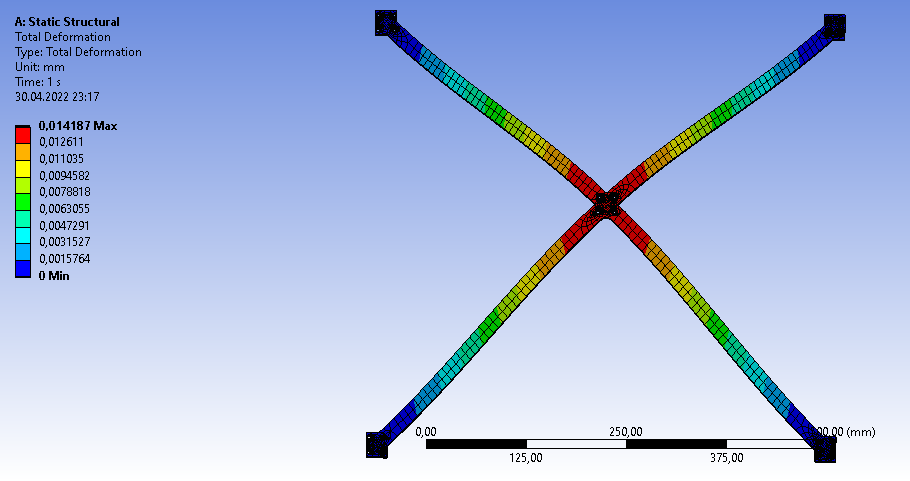 A: Static Structural
Total Deformation
Type: Total Deformation
Unit: mm
Time: 1 s
30.04.2022 23:17
0,014187 Max
0,012611
0,011035
0,0094582
0,0078818
0,0063055
0,0047291
0,0031527
0,0015764
0 Min
0,00
250,00
00,00 (mm)
125,00
375,00